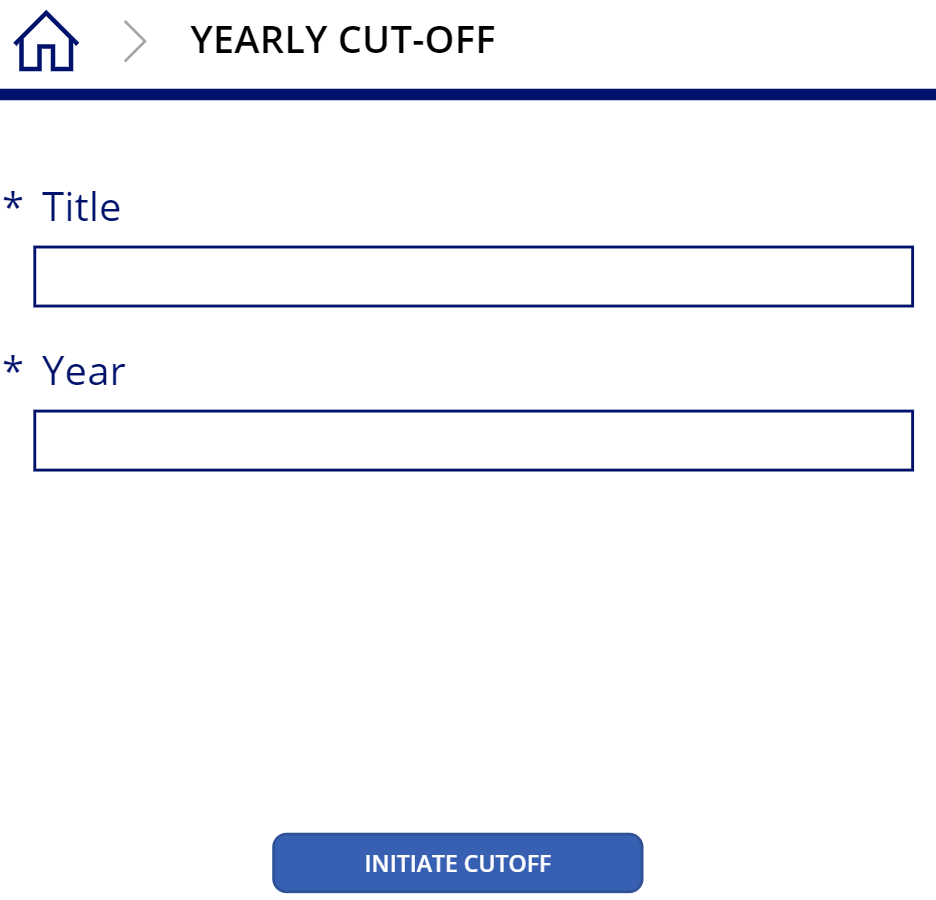 YEARLY CUT-OFF
* Title
* Year
INITIATE CUTOFF